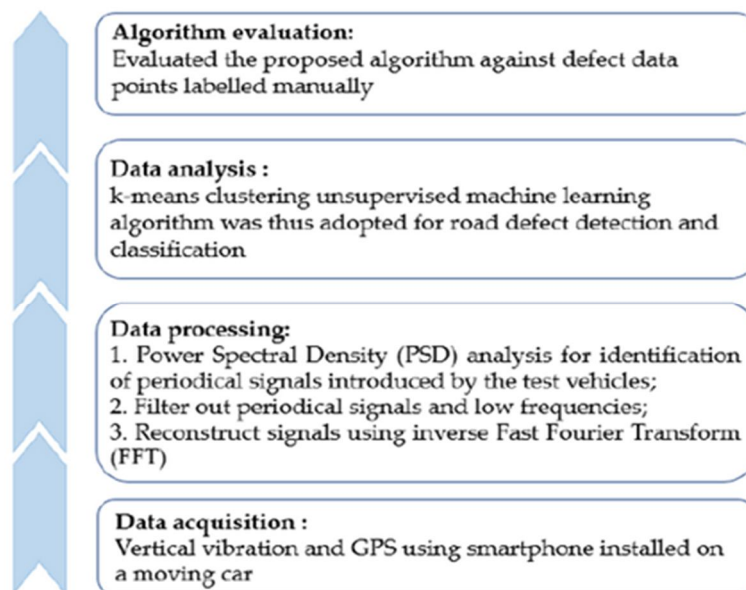 Algorithm evaluation:
Evaluated the proposed algorithm against defect data
points labelled manually
Data analysis :
k-means clustering unsupervised machine learning
algorithm was thus adopted for road defect detection and
classification
Data processing:
1. Power Spectral Density (PSD) analysis for identification
of periodical signals introduced by the test vehicles;
2. Filter out periodical signals and low frequencies;
3. Reconstruct signals using inverse Fast Fourier Transform
(FFT)
Data acquisition :
Vertical vibration and GPS using smartphone installed on
a moving car